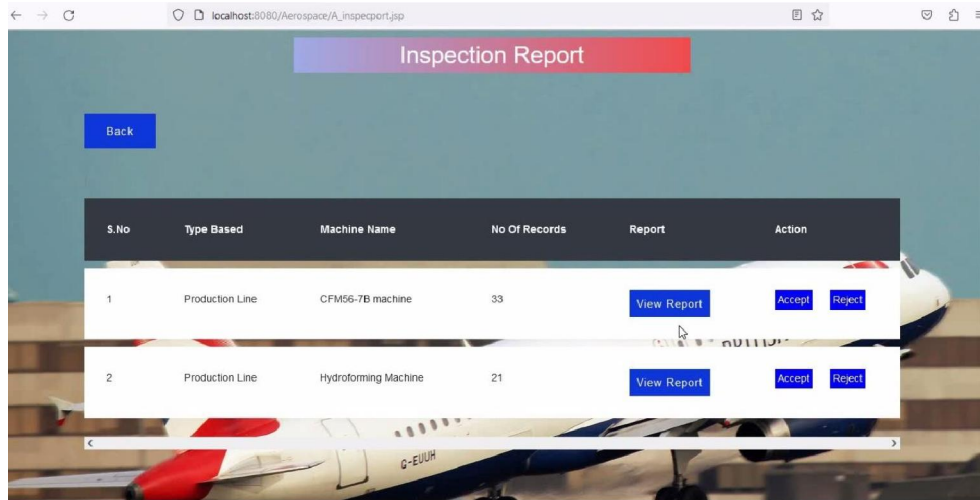 localhost:8080/Aerospace/A_inspecport.jsp
Inspection Report
Back
S.No Type Based Machine Name No Of Records Report Action
1 Production Line CFM56-7B machine 33 View Report Accept Reject
2 Production Line Hydroforming Machine 21 View Report Accept Reject
G-EUUH